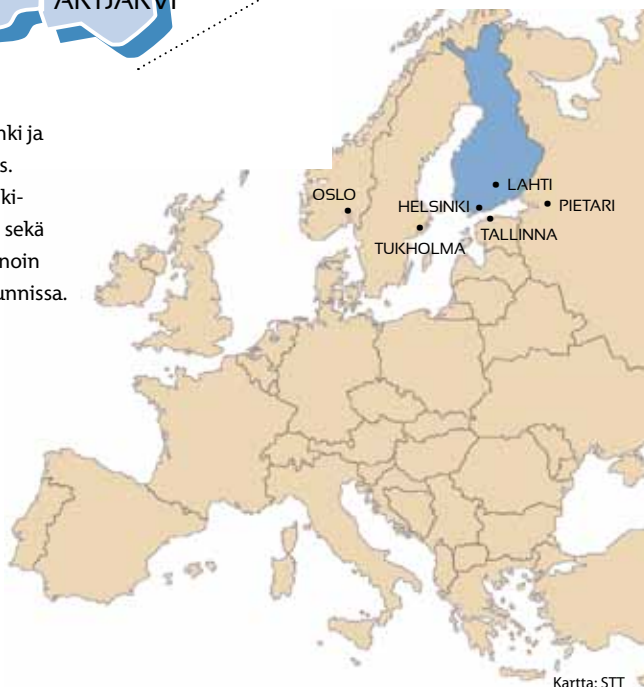 ARTJÄRVI
nki ja
s.
ki-
sekä
noin
unnissa.
OSLO
LAHTI
HELSINKI
PIETARI
TUKHOLMA
TALLINNA
Kartta: STT